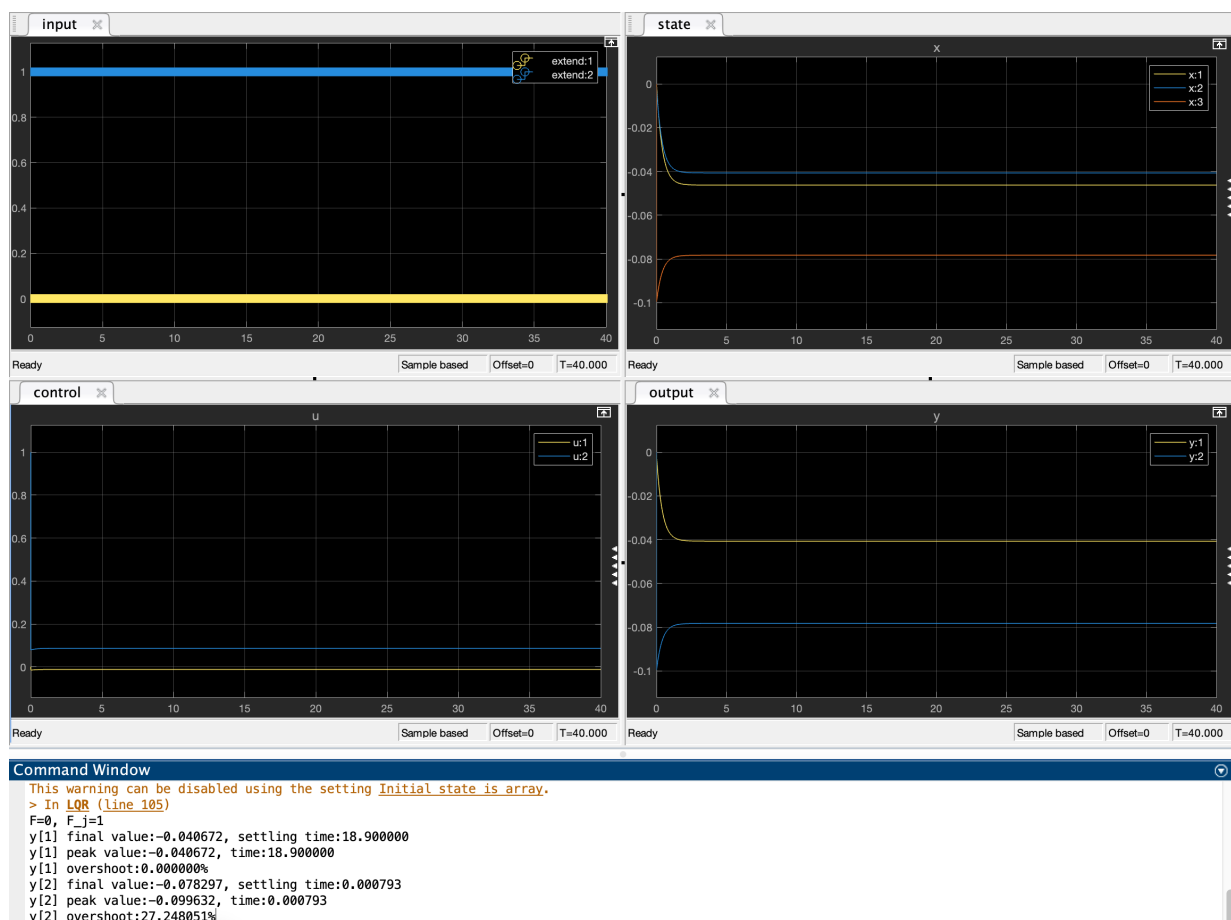 input
extend:1
extend:2
1
0.8
0.6
0.4
0.2
0
0 5 10 15 20 25 30 35 40
Ready Sample based Offset=0 T=40.000
state
x
x:1
x:2
x:3
0
-0.02
-0.04
-0.06
-0.08
-0.1
0 5 10 15 20 25 30 35 40
Ready Sample based Offset=0 T=40.000
control
u
u:1
u:2
1
0.8
0.6
0.4
0.2
0
0 5 10 15 20 25 30 35 40
Ready Sample based Offset=0 T=40.000
output
y
y:1
y:2
0
-0.02
-0.04
-0.06
-0.08
-0.1
0 5 10 15 20 25 30 35 40
Ready Sample based Offset=0 T=40.000
Command Window
This warning can be disabled using the setting Initial state is array.
> In LQR (line 105)
F=0, F_j=1
y[1] final value:-0.040672, settling time:18.900000
y[1] peak value:-0.040672, time:18.900000
y[1] overshoot:0.000000%
y[2] final value:-0.078297, settling time:0.000793
y[2] peak value:-0.099632, time:0.000793
y[2] overshoot:27.248051%